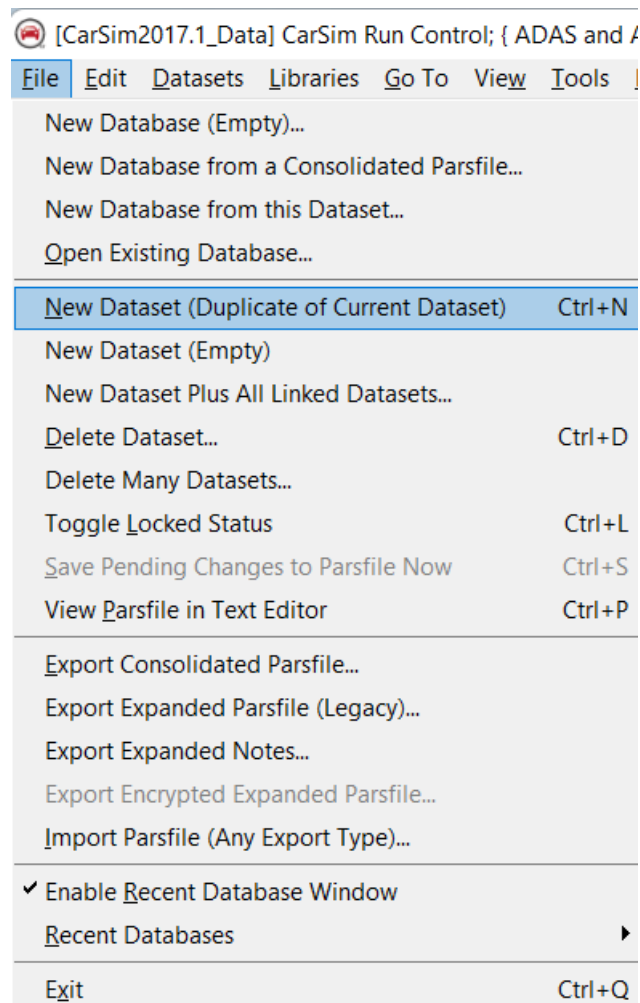 [CarSim2017.1_Data] CarSim Run Control; { ADAS and
File Edit Datasets Libraries Go To View Tools
New Database (Empty)...
New Database from a Consolidated Parsfile...
New Database from this Dataset...
Open Existing Database...
New Dataset (Duplicate of Current Dataset) Ctrl+N
New Dataset (Empty)
New Dataset Plus All Linked Datasets...
Delete Dataset... Ctrl+D
Delete Many Datasets...
Toggle Locked Status Ctrl+L
Save Pending Changes to Parsfile Now Ctrl+S
View Parsfile in Text Editor Ctrl+P
Export Consolidated Parsfile...
Export Expanded Parsfile (Legacy)...
Export Expanded Notes...
Export Encrypted Expanded Parsfile...
Import Parsfile (Any Export Type)...
Enable Recent Database Window
Recent Databases
Exit Ctrl+Q